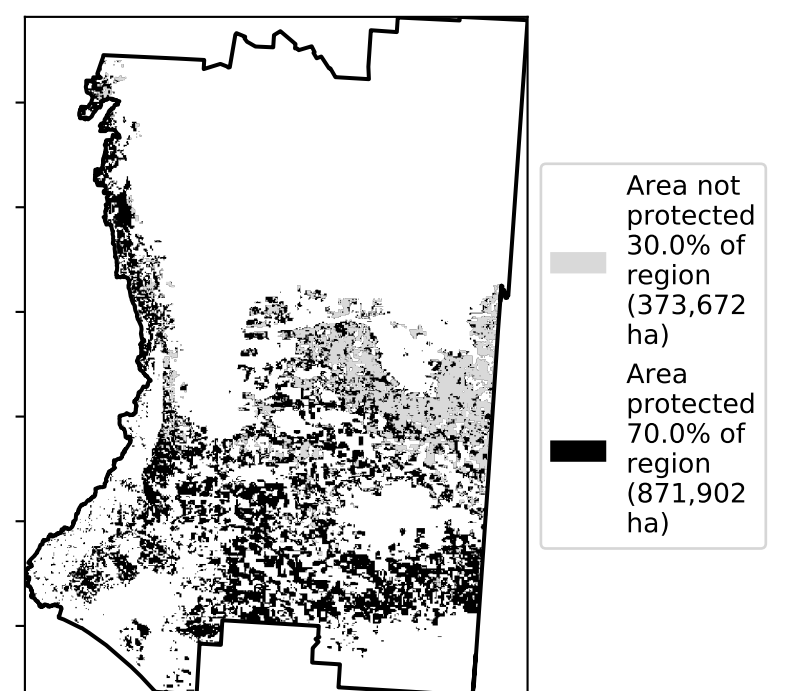 Area not
protected
30.0% of
region
(373,672
ha)
Area
protected
70.0% of
region
(871,902
ha)